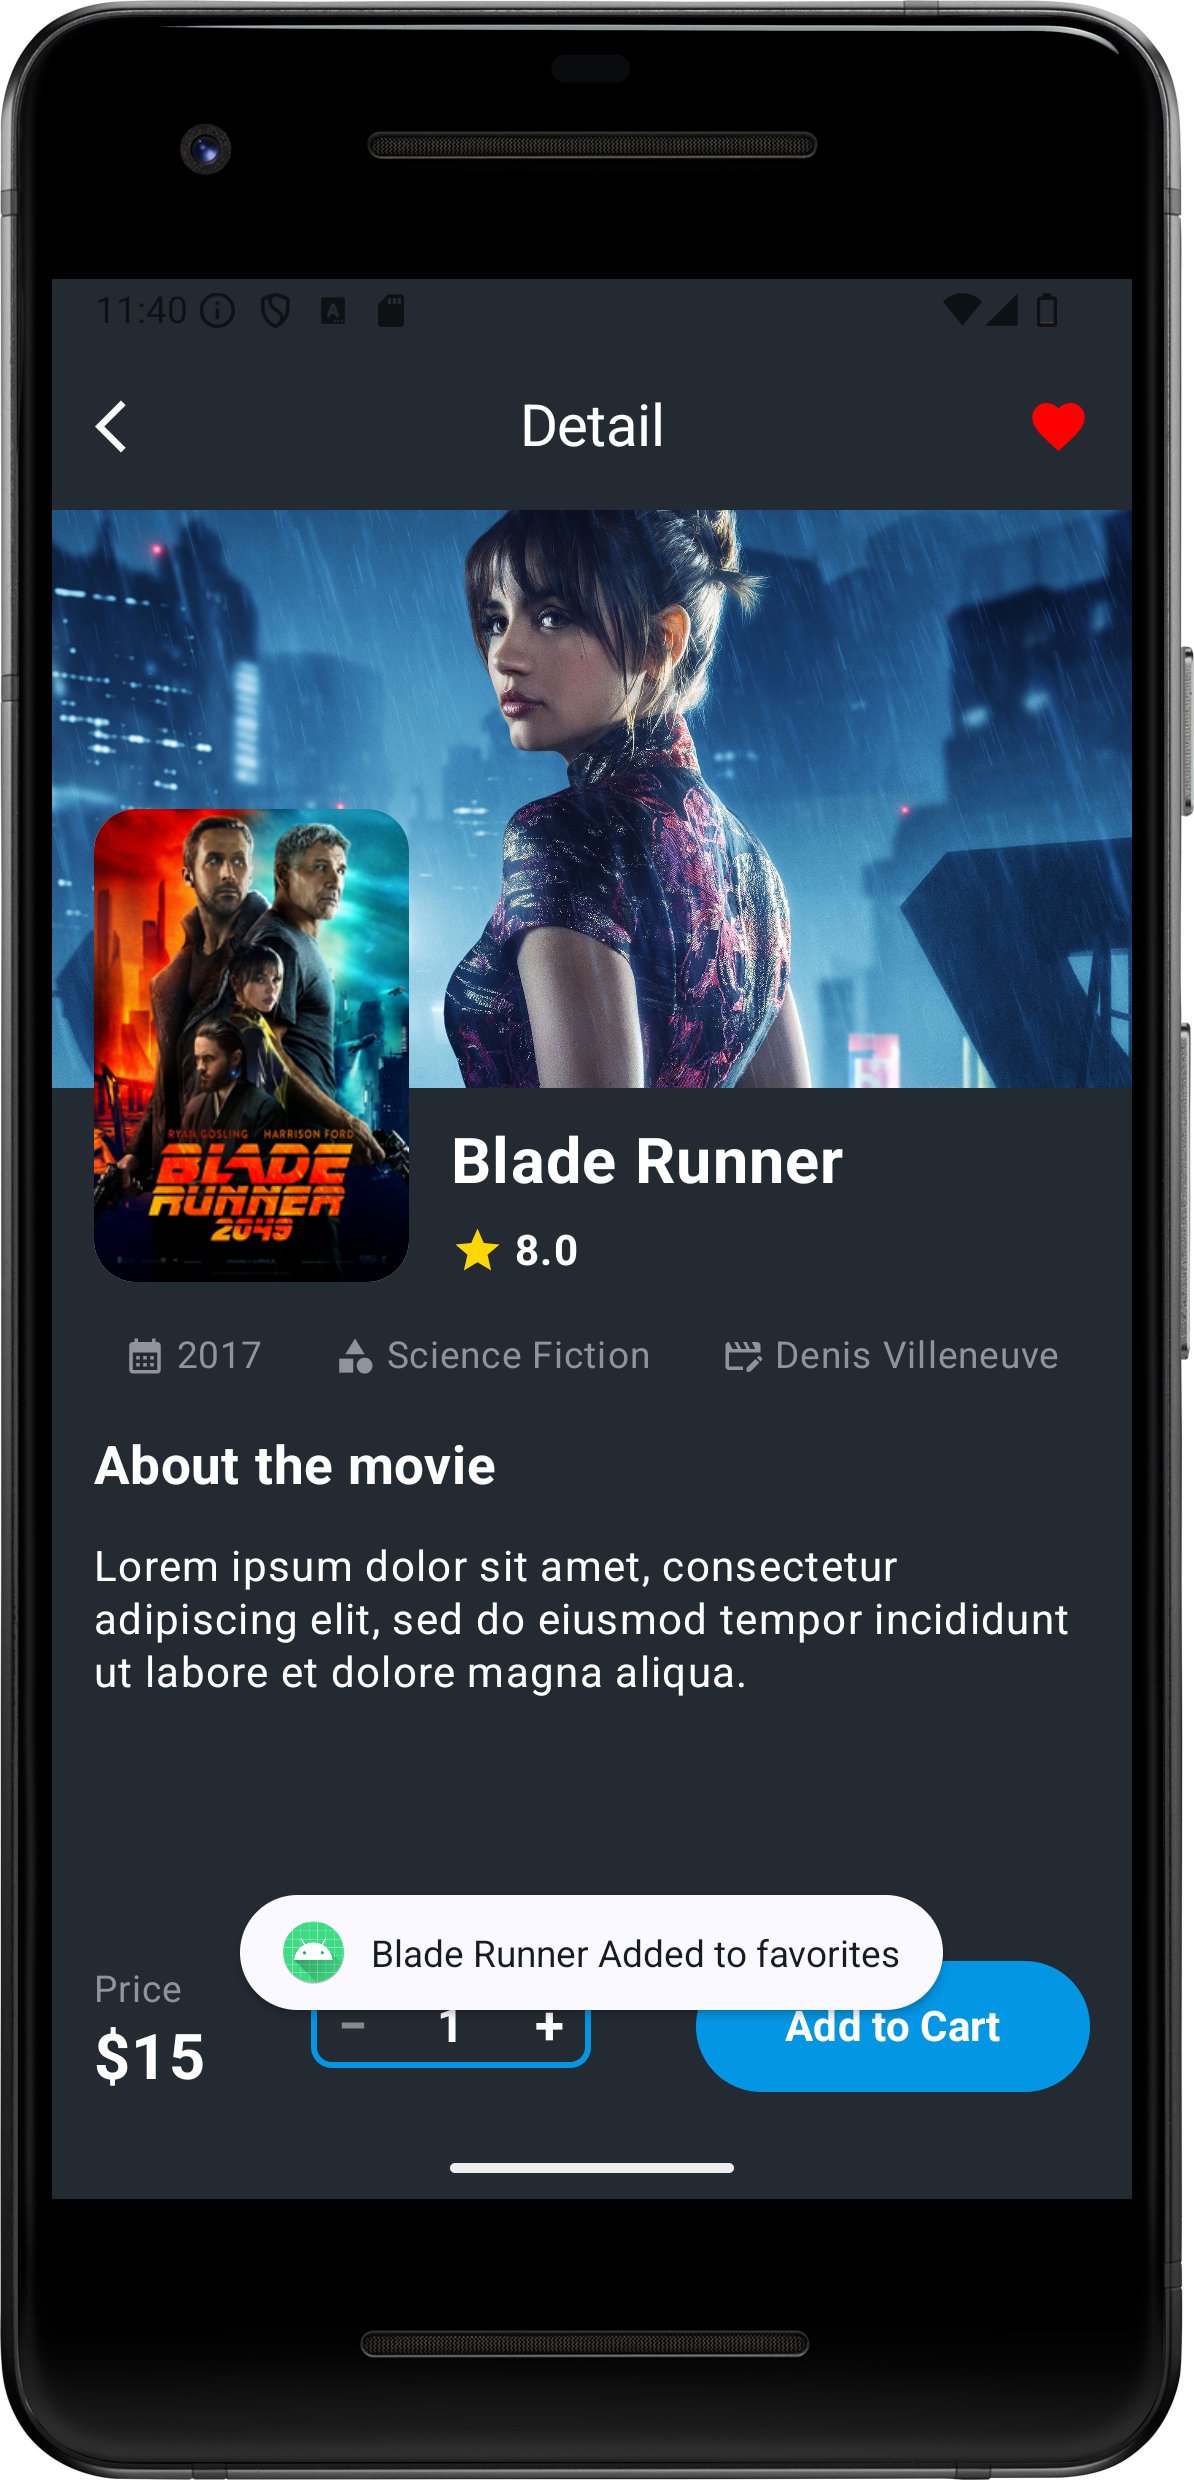 11:40
Detail
RYAN GOSLING HARRISON FORD
BLADE
RUNNER
2049
Blade Runner
8.0
2017 Science Fiction Denis Villeneuve
About the movie
Lorem ipsum dolor sit amet, consectetur
adipiscing elit, sed do eiusmod tempor incididunt
ut labore et dolore magna aliqua.
Blade Runner Added to favorites
Price
$15
− 1 +
Add to Cart